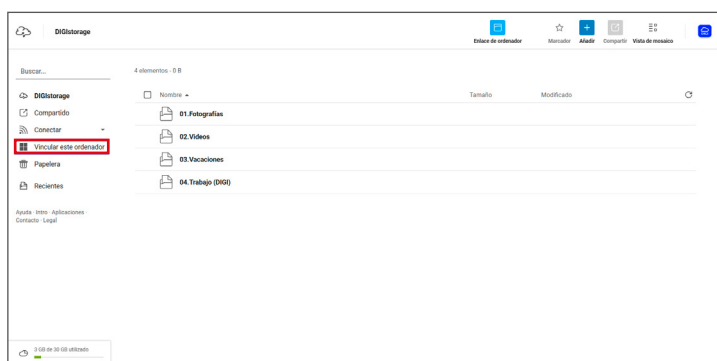 DIGIstorage
Enlace de ordenador
Marcador
Añadir
Compartir
Vista de mosaico
Buscar...
4 elementos - 0 B
DIGIstorage
Nombre
Tamaño
Modificado
Compartido
01.Fotografías
Conectar
02.Videos
Vincular este ordenador
Papelera
03.Vacaciones
Recientes
04.Trabajo (DIGI)
Ayuda · Intro · Aplicaciones ·
Contacto · Legal
3 GB de 30 GB utilizado